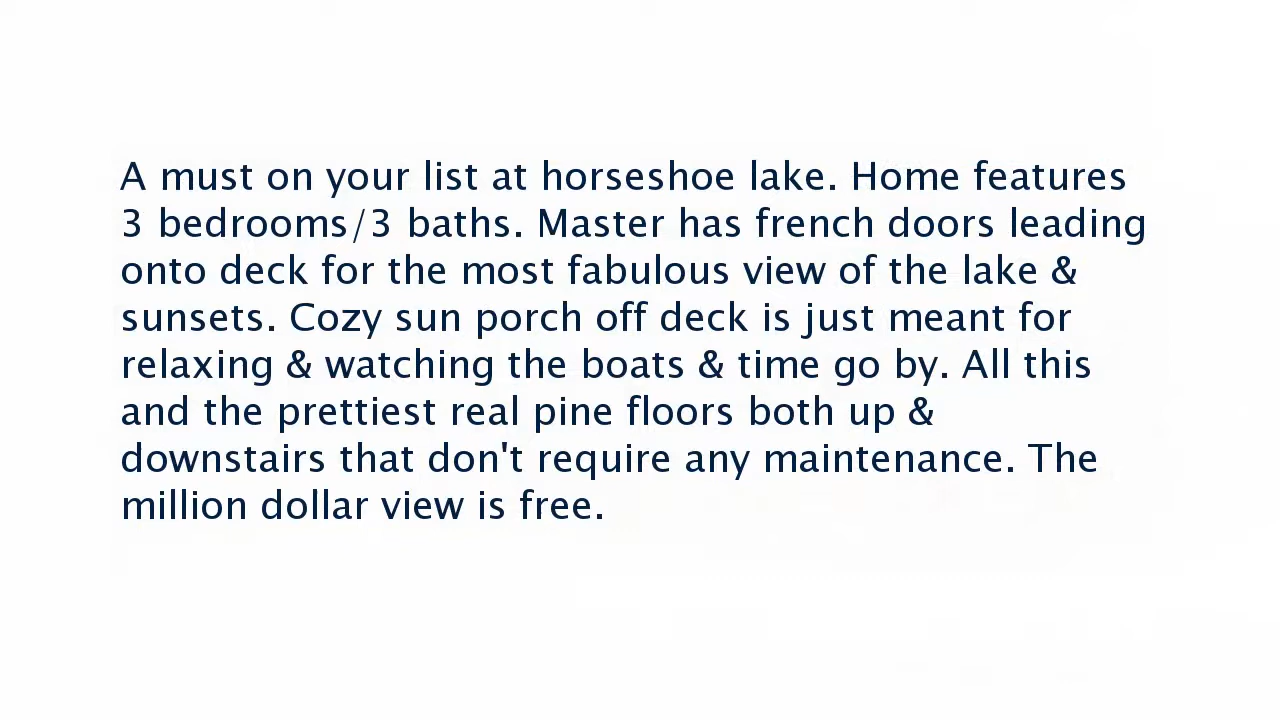 A must on your list at horseshoe lake. Home features
3 bedrooms/3 baths. Master has french doors leading
onto deck for the most fabulous view of the lake &
sunsets. Cozy sun porch off deck is just meant for
relaxing & watching the boats & time go by. All this
and the prettiest real pine floors both up &
downstairs that don't require any maintenance. The
million dollar view is free.